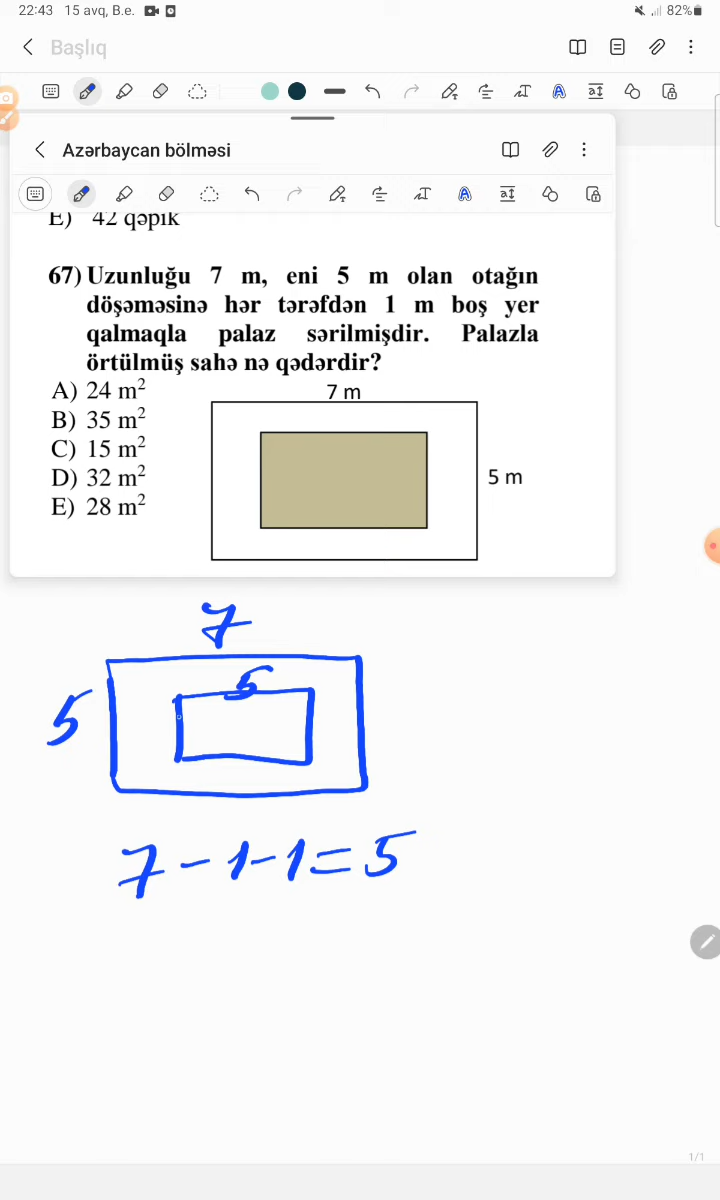 22:43 15 avq, B.e. 82%
Başlıq
Azərbaycan bölməsi
E) 42 qəpik
67) Uzunluğu 7 m, eni 5 m olan otağın
döşəməsinə hər tərəfdən 1 m boş yer
qalmaqla palaz sərilmişdir. Palazla
örtülmüş sahə nə qədərdir?
A) 24 m²
B) 35 m²
C) 15 m²
D) 32 m²
E) 28 m²
7 m
5 m
7
5
5
7-1-1=5
1/1